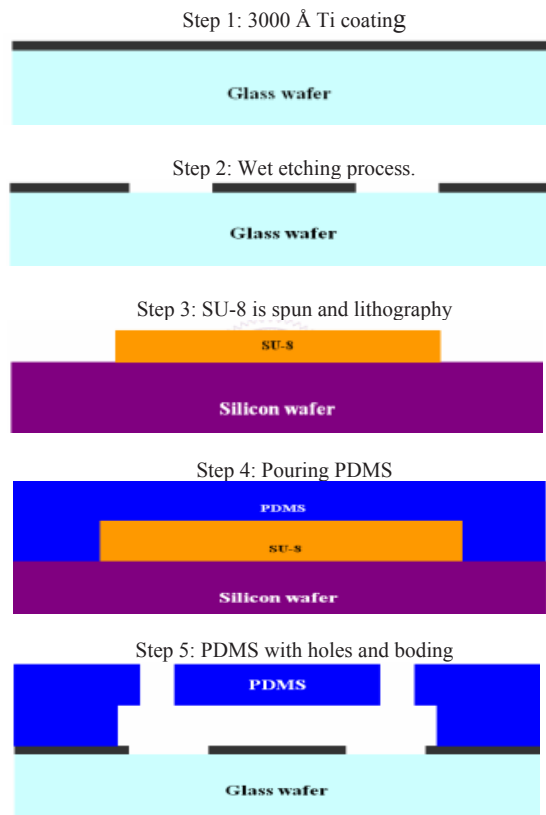 Step 1: 3000 Å Ti coating
Glass wafer
Step 2: Wet etching process.
Glass wafer
Step 3: SU-8 is spun and lithography
SU-8
Silicon wafer
Step 4: Pouring PDMS
PDMS
SU-8
Silicon wafer
Step 5: PDMS with holes and boding
PDMS
Glass wafer